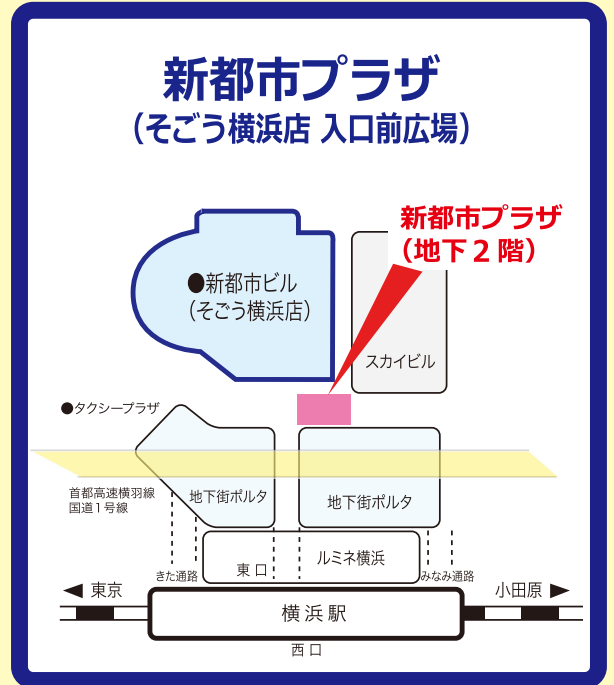 新都市プラザ
(そごう横浜店 入口前広場)
新都市プラザ
(地下2階)
●新都市ビル
(そごう横浜店)
スカイビル
●タクシープラザ
首都高速横羽線
国道1号線
地下街ポルタ
地下街ポルタ
ルミネ横浜
東口
きた通路
みなみ通路
◀東京
小田原▶
横浜駅
西口